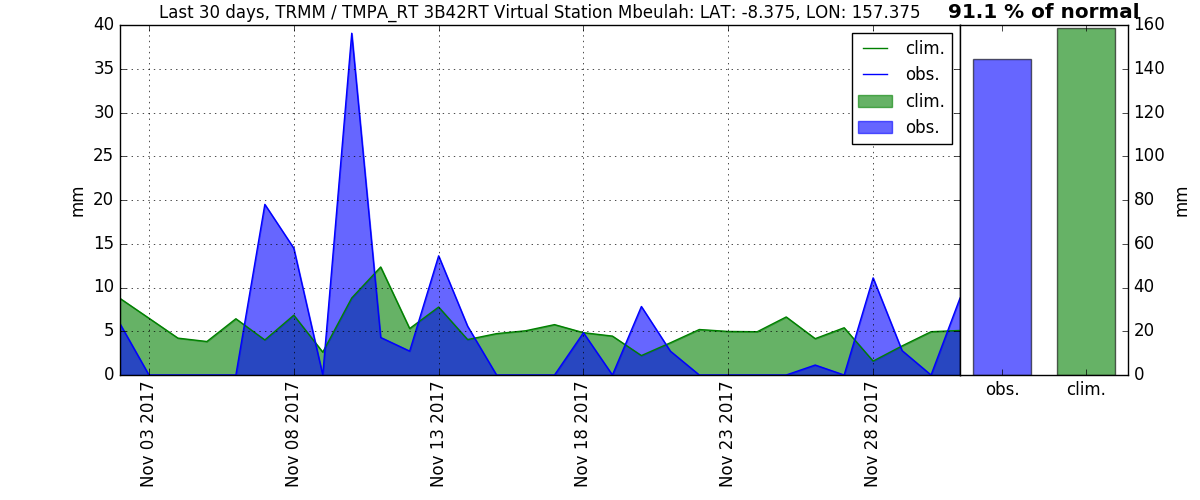 Last 30 days, TRMM / TMPA_RT 3B42RT Virtual Station Mbeulah: LAT: -8.375, LON: 157.375
91.1 % of normal
40
35
30
25
20
15
10
5
0
mm
clim.
obs.
clim.
obs.
160
140
120
100
80
60
40
20
0
mm
obs.
clim.
Nov 03 2017
Nov 08 2017
Nov 13 2017
Nov 18 2017
Nov 23 2017
Nov 28 2017